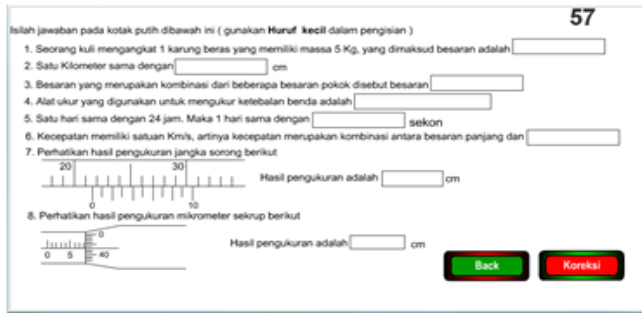 57
Isilah jawaban pada kotak putih dibawah ini ( gunakan Huruf kecil dalam pengisian )
1. Seorang kuli mengangkat 1 karung beras yang memiliki massa 5 Kg, yang dimaksud besaran adalah
2. Satu Kilometer sama dengan cm
3. Besaran yang merupakan kombinasi dari beberapa besaran pokok disebut besaran
4. Alat ukur yang digunakan untuk mengukur ketebalan benda adalah
5. Satu hari sama dengan 24 jam. Maka 1 hari sama dengan sekon
6. Kecepatan memiliki satuan Km/s, artinya kecepatan merupakan kombinasi antara besaran panjang dan
7. Perhatikan hasil pengukuran jangka sorong berikut
20 30
Hasil pengukuran adalah cm
0 10
8. Perhatikan hasil pengukuran mikrometer sekrup berikut
0
Hasil pengukuran adalah cm
0 5 40
Back Koreksi